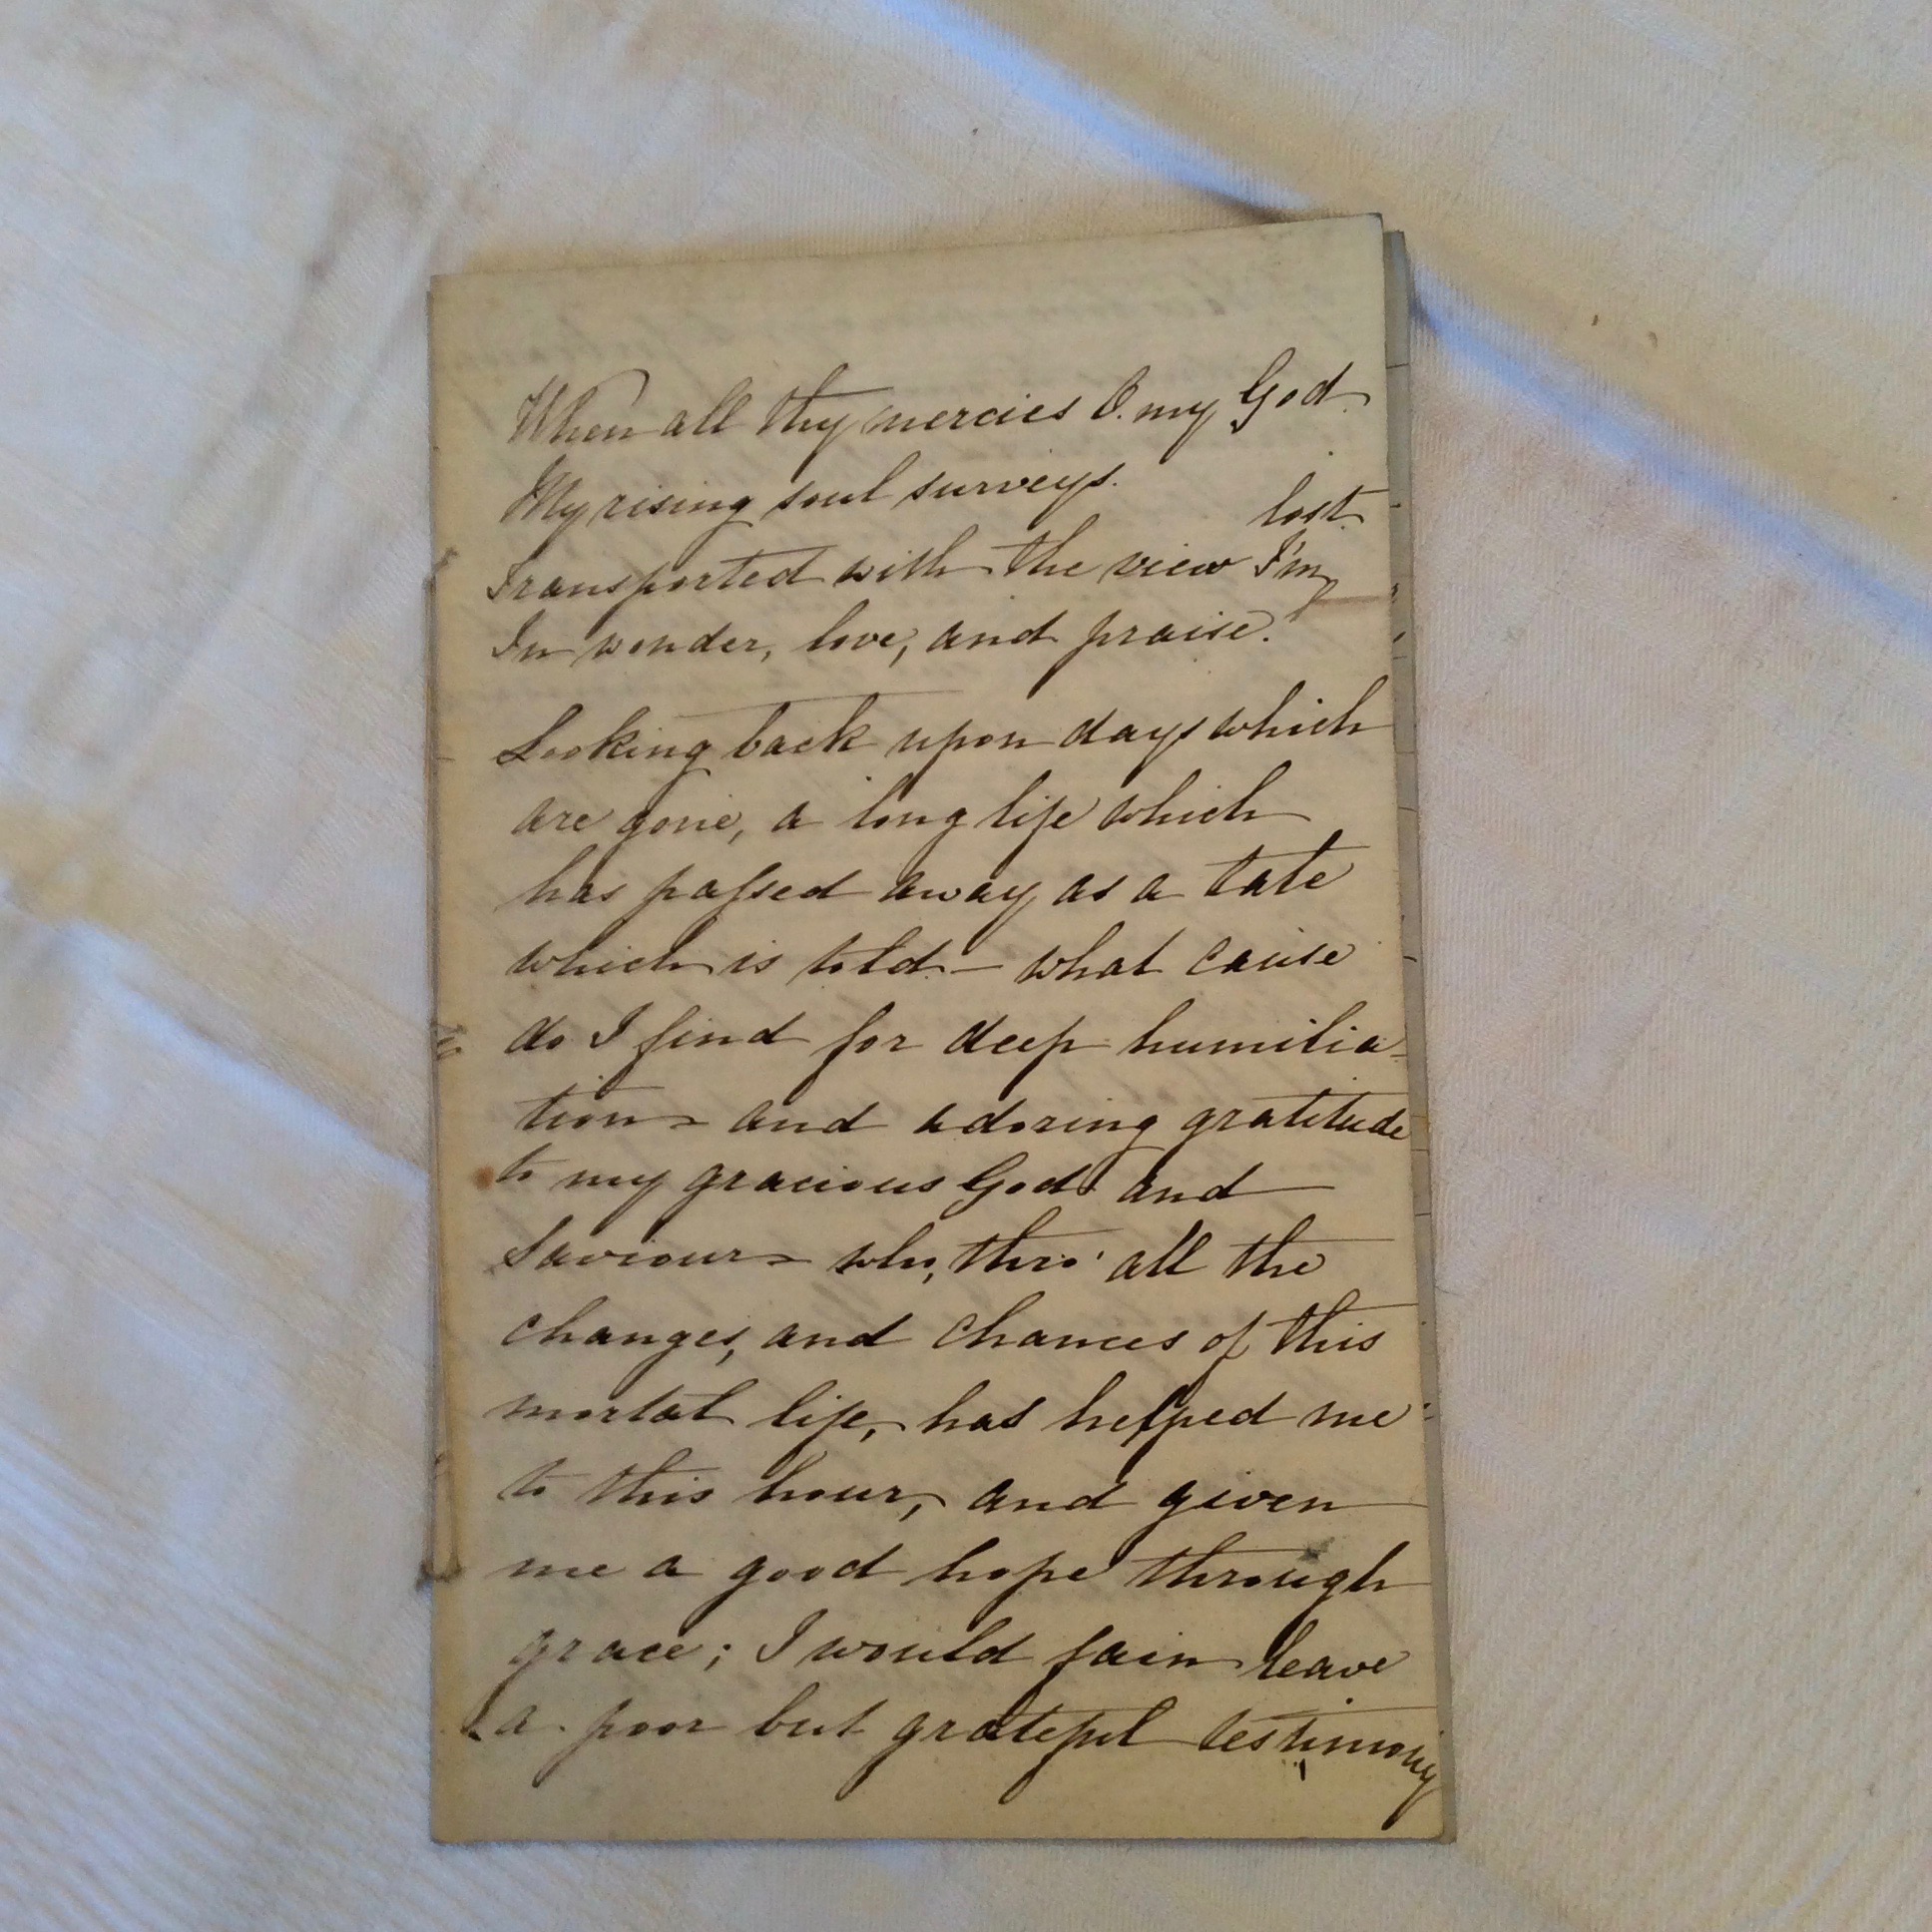 When all thy mercies O. my God.
My rising soul surveys.
lost
Transported with the view I'm
In wonder, love, and praise.
Looking back upon days which
are gone, a long life which
has passed away as a tale
which is told – what cause
do I find for deep humilia-
tion – and adoring gratitude
to my gracious God and
Saviour – who, thro' all the
changes, and chances of this
mortal life, has helped me
to this hour, and given
me a good hope through
grace; I would fain leave
a poor but grateful testimony